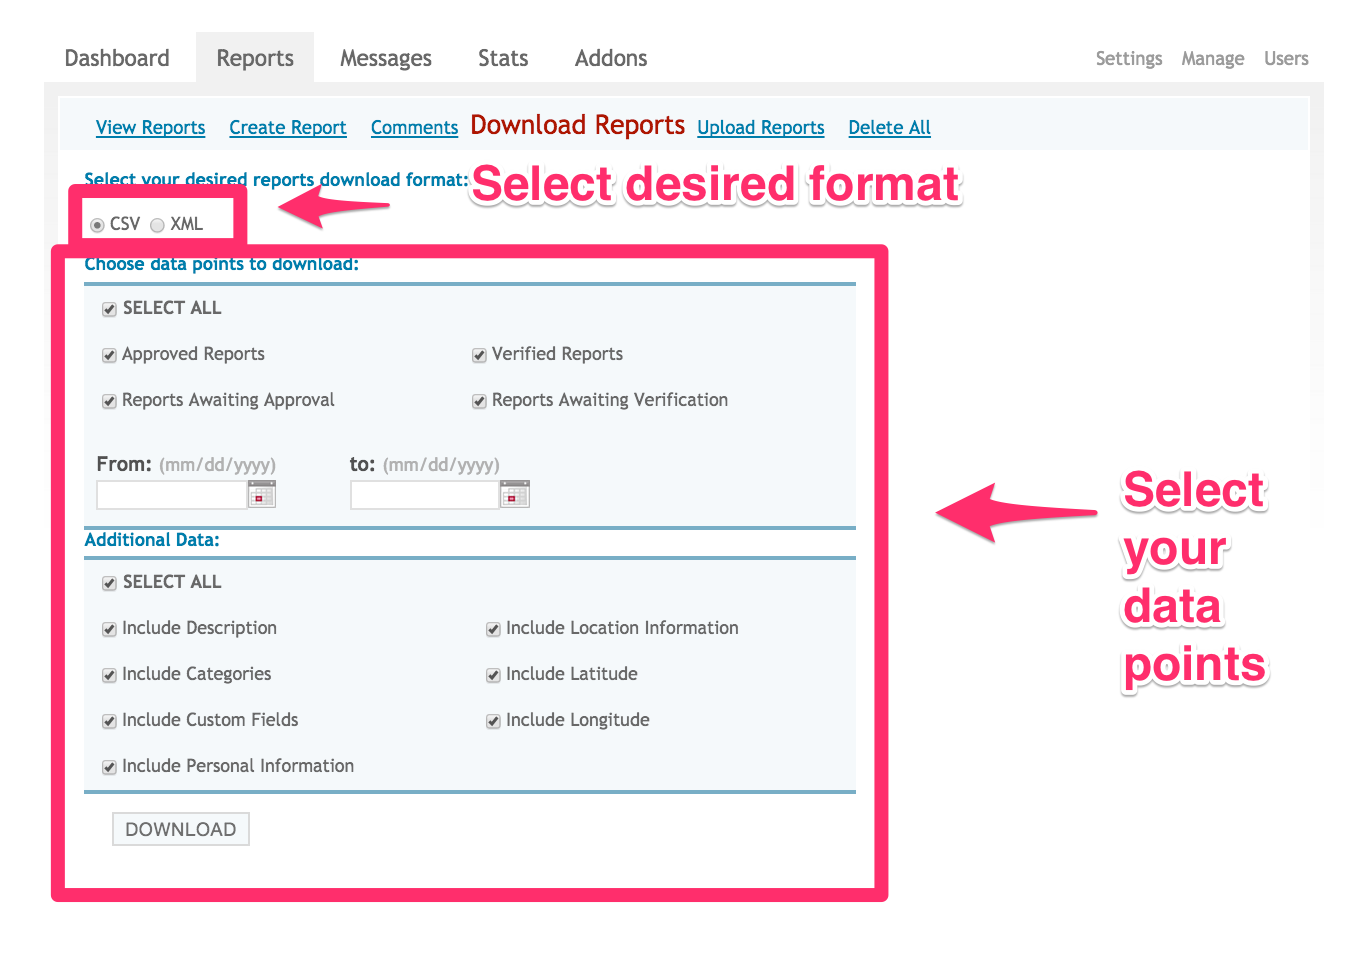 Dashboard Reports Messages Stats Addons Settings Manage Users
View Reports Create Report Comments Download Reports Upload Reports Delete All
Select your desired reports download format:
Select desired format
CSV XML
Choose data points to download:
SELECT ALL
Approved Reports Verified Reports
Reports Awaiting Approval Reports Awaiting Verification
From: (mm/dd/yyyy) to: (mm/dd/yyyy)
Select
your
data
points
Additional Data:
SELECT ALL
Include Description Include Location Information
Include Categories Include Latitude
Include Custom Fields Include Longitude
Include Personal Information
DOWNLOAD